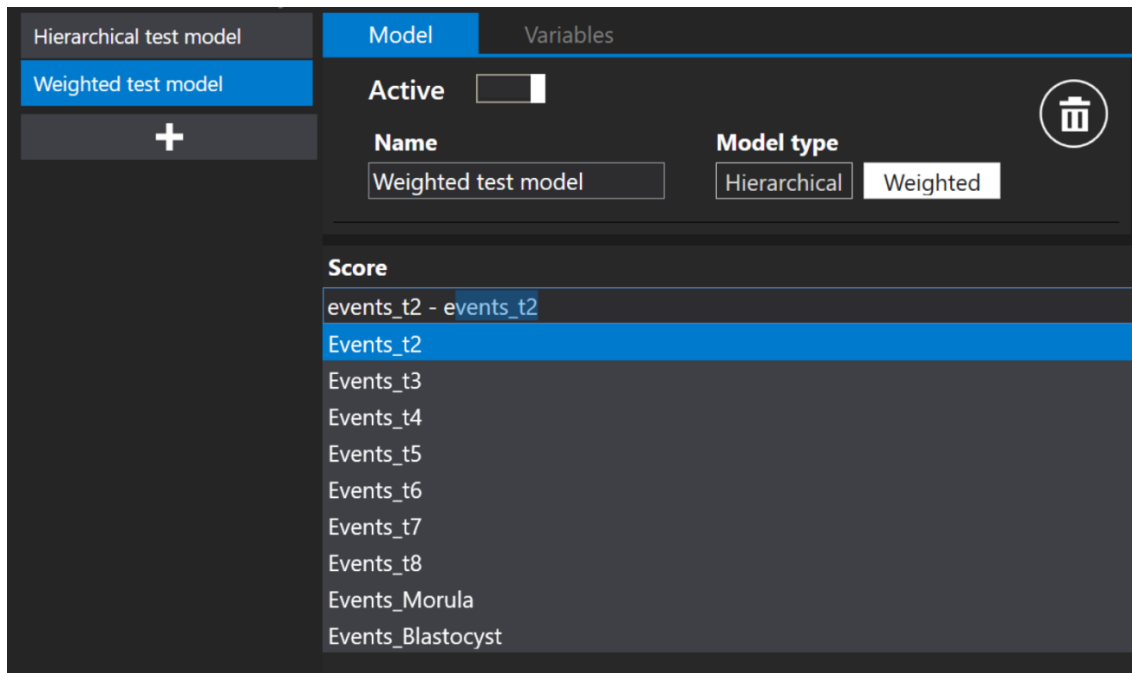 Hierarchical test model
Weighted test model
Model
Variables
Active
Name
Model type
Weighted test model
Hierarchical
Weighted
Score
events_t2 - events_t2
Events_t2
Events_t3
Events_t4
Events_t5
Events_t6
Events_t7
Events_t8
Events_Morula
Events_Blastocyst